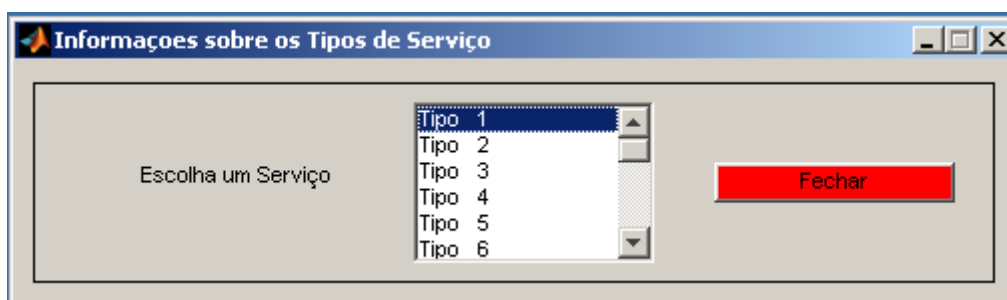 Informaçoes sobre os Tipos de Serviço
Tipo 1
Tipo 2
Escolha um Serviço
Tipo 3
Fechar
Tipo 4
Tipo 5
Tipo 6